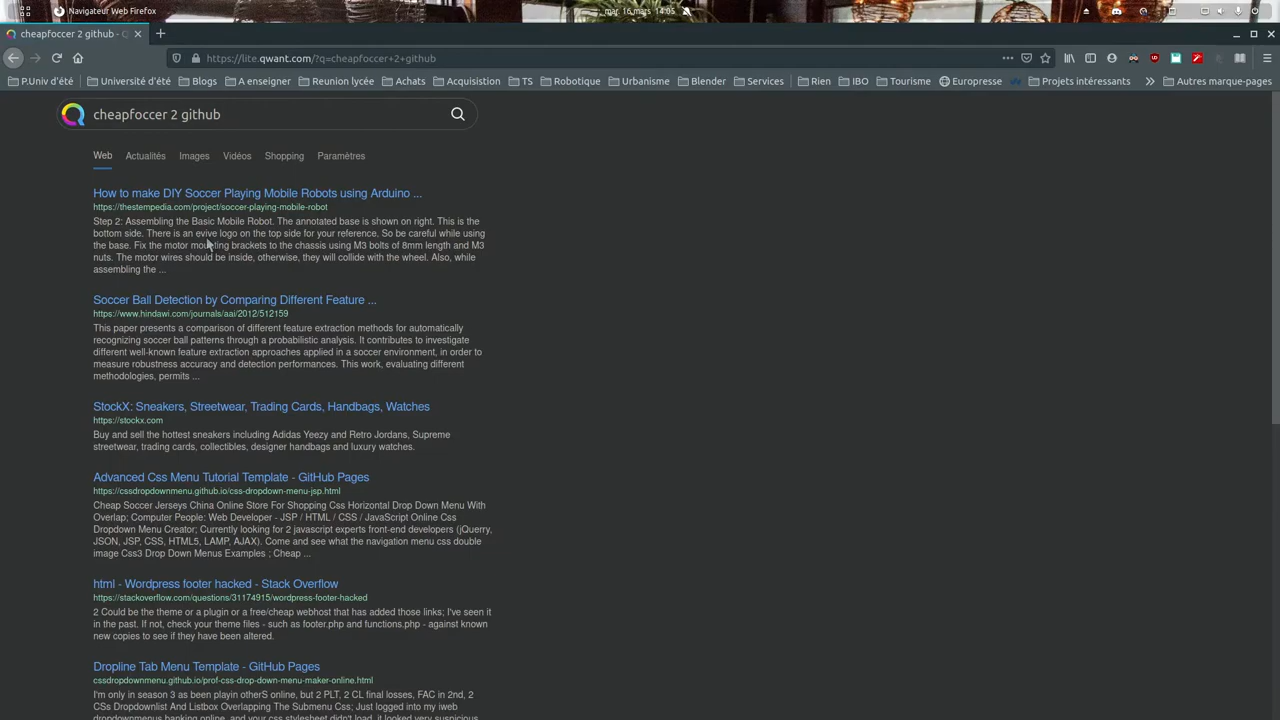 Navigateur Web Firefox
mar. 16 mars 14:05
cheapfoccer 2 github - Q
https://lite.qwant.com/?q=cheapfoccer+2+github
P.Univ d'été
Université d'été
Blogs
A enseigner
Reunion lycée
Achats
Acquisistion
TS
Robotique
Urbanisme
Blender
Services
Rien
IBO
Tourisme
Europresse
Projets intéressants
Autres marque-pages
cheapfoccer 2 github
Web Actualités Images Vidéos Shopping Paramètres
How to make DIY Soccer Playing Mobile Robots using Arduino ...
https://thestempedia.com/project/soccer-playing-mobile-robot
Step 2: Assembling the Basic Mobile Robot. The annotated base is shown on right. This is the
bottom side. There is an evive logo on the top side for your reference. So be careful while using
the base. Fix the motor mounting brackets to the chassis using M3 bolts of 8mm length and M3
nuts. The motor wires should be inside, otherwise, they will collide with the wheel. Also, while
assembling the ...
Soccer Ball Detection by Comparing Different Feature ...
https://www.hindawi.com/journals/aai/2012/512159
This paper presents a comparison of different feature extraction methods for automatically
recognizing soccer ball patterns through a probabilistic analysis. It contributes to investigate
different well-known feature extraction approaches applied in a soccer environment, in order to
measure robustness accuracy and detection performances. This work, evaluating different
methodologies, permits ...
StockX: Sneakers, Streetwear, Trading Cards, Handbags, Watches
https://stockx.com
Buy and sell the hottest sneakers including Adidas Yeezy and Retro Jordans, Supreme
streetwear, trading cards, collectibles, designer handbags and luxury watches.
Advanced Css Menu Tutorial Template - GitHub Pages
https://cssdropdownmenu.github.io/css-dropdown-menu-jsp.html
Cheap Soccer Jerseys China Online Store For Shopping Css Horizontal Drop Down Menu With
Overlap; Computer People: Web Developer - JSP / HTML / CSS / JavaScript Online Css
Dropdown Menu Creator; Currently looking for 2 javascript experts front-end developers (jQuerry,
JSON, JSP, CSS, HTML5, LAMP, AJAX). Come and see what the navigation menu css double
image Css3 Drop Down Menus Examples ; Cheap ...
html - Wordpress footer hacked - Stack Overflow
https://stackoverflow.com/questions/31174915/wordpress-footer-hacked
2 Could be the theme or a plugin or a free/cheap webhost that has added those links; I've seen it
in the past. If not, check your theme files - such as footer.php and functions.php - against known
new copies to see if they have been altered.
Dropline Tab Menu Template - GitHub Pages
cssdropdownmenu.github.io/prof-css-drop-down-menu-maker-online.html
I'm only in season 3 as been playin otherS online, but 2 PLT, 2 CL final losses, FAC in 2nd, 2
CSs DropdownList And Listbox Overlapping The Submenu Css; Just logged into my iweb
dropdownmenus banking online, and your css stylesheet didn't load, it looked very suspicious